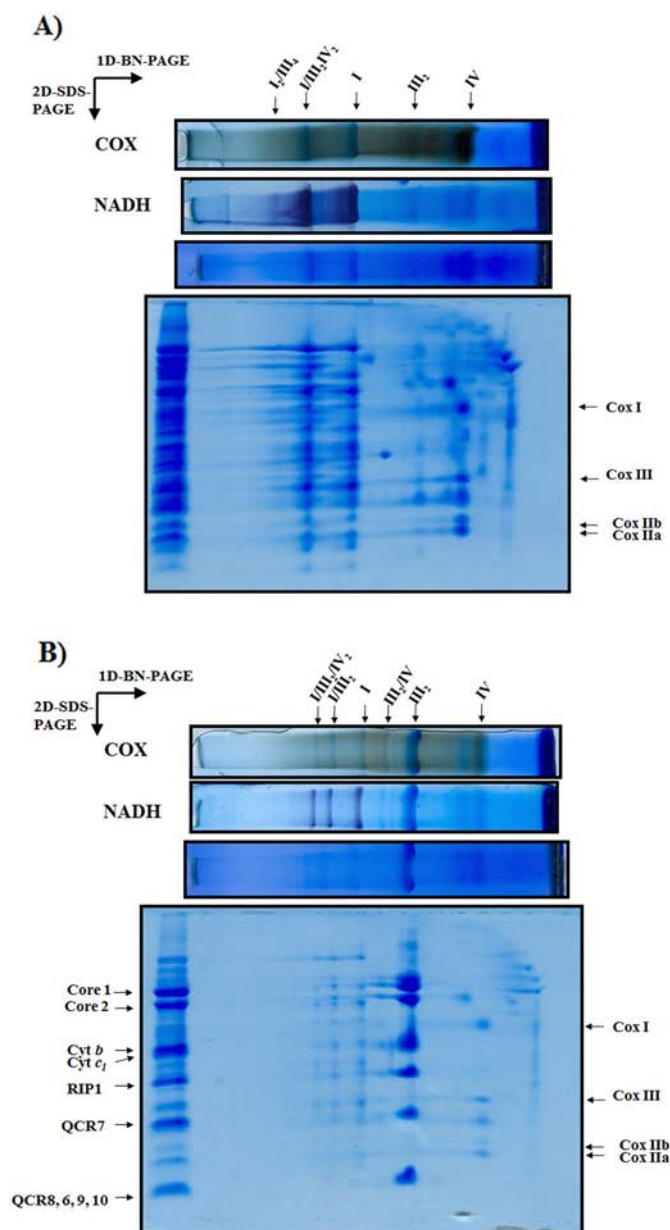 A)
1D-BN-PAGE
2D-SDS-
PAGE
I₂/III₄
I/III₂IV₂
I
III₂
IV
COX
NADH
Cox I
Cox III
Cox IIb
Cox IIa
B)
1D-BN-PAGE
2D-SDS-
PAGE
I/III₂/IV₂
I/III₂
I
III₂/IV
III₂
IV
COX
NADH
Core 1
Core 2
Cyt b
Cyt c₁
RIP1
QCR7
QCR8, 6, 9, 10
Cox I
Cox III
Cox IIb
Cox IIa